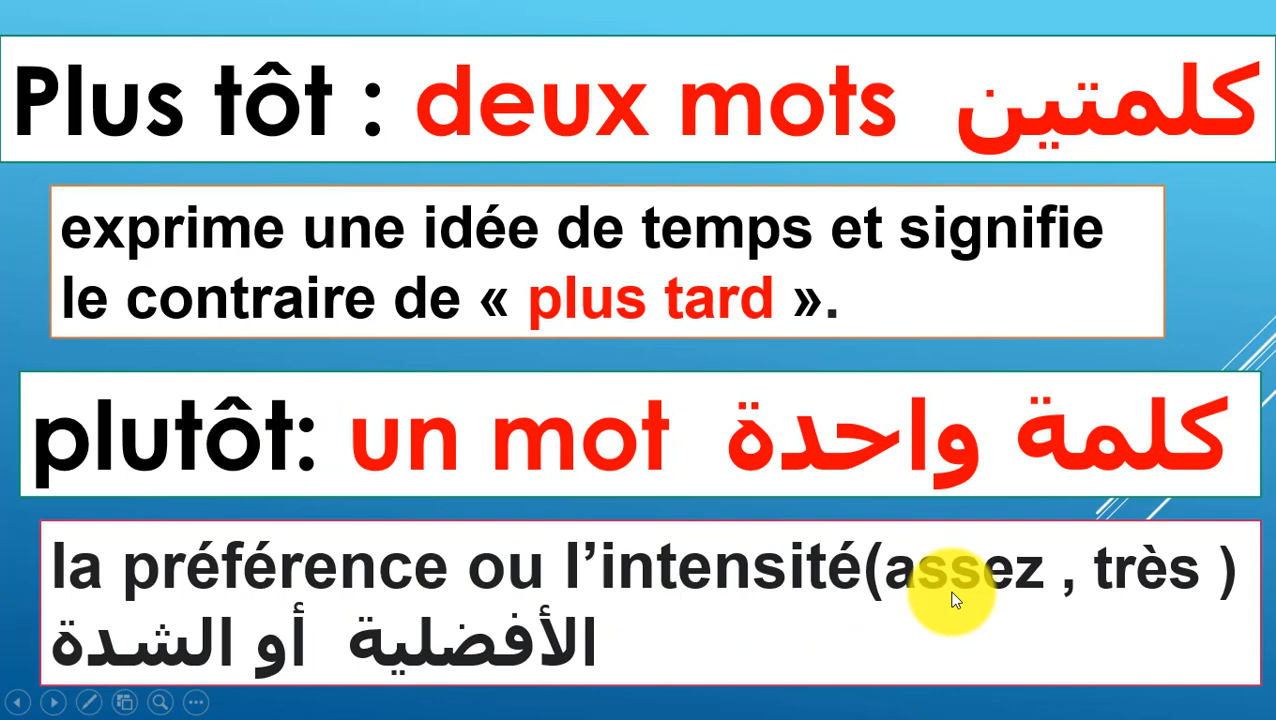 Plus tôt : deux mots كلمتين
exprime une idée de temps et signifie
le contraire de « plus tard ».
plutôt: un mot كلمة واحدة
la préférence ou l’intensité(assez , très )
الأفضلية أو الشدة